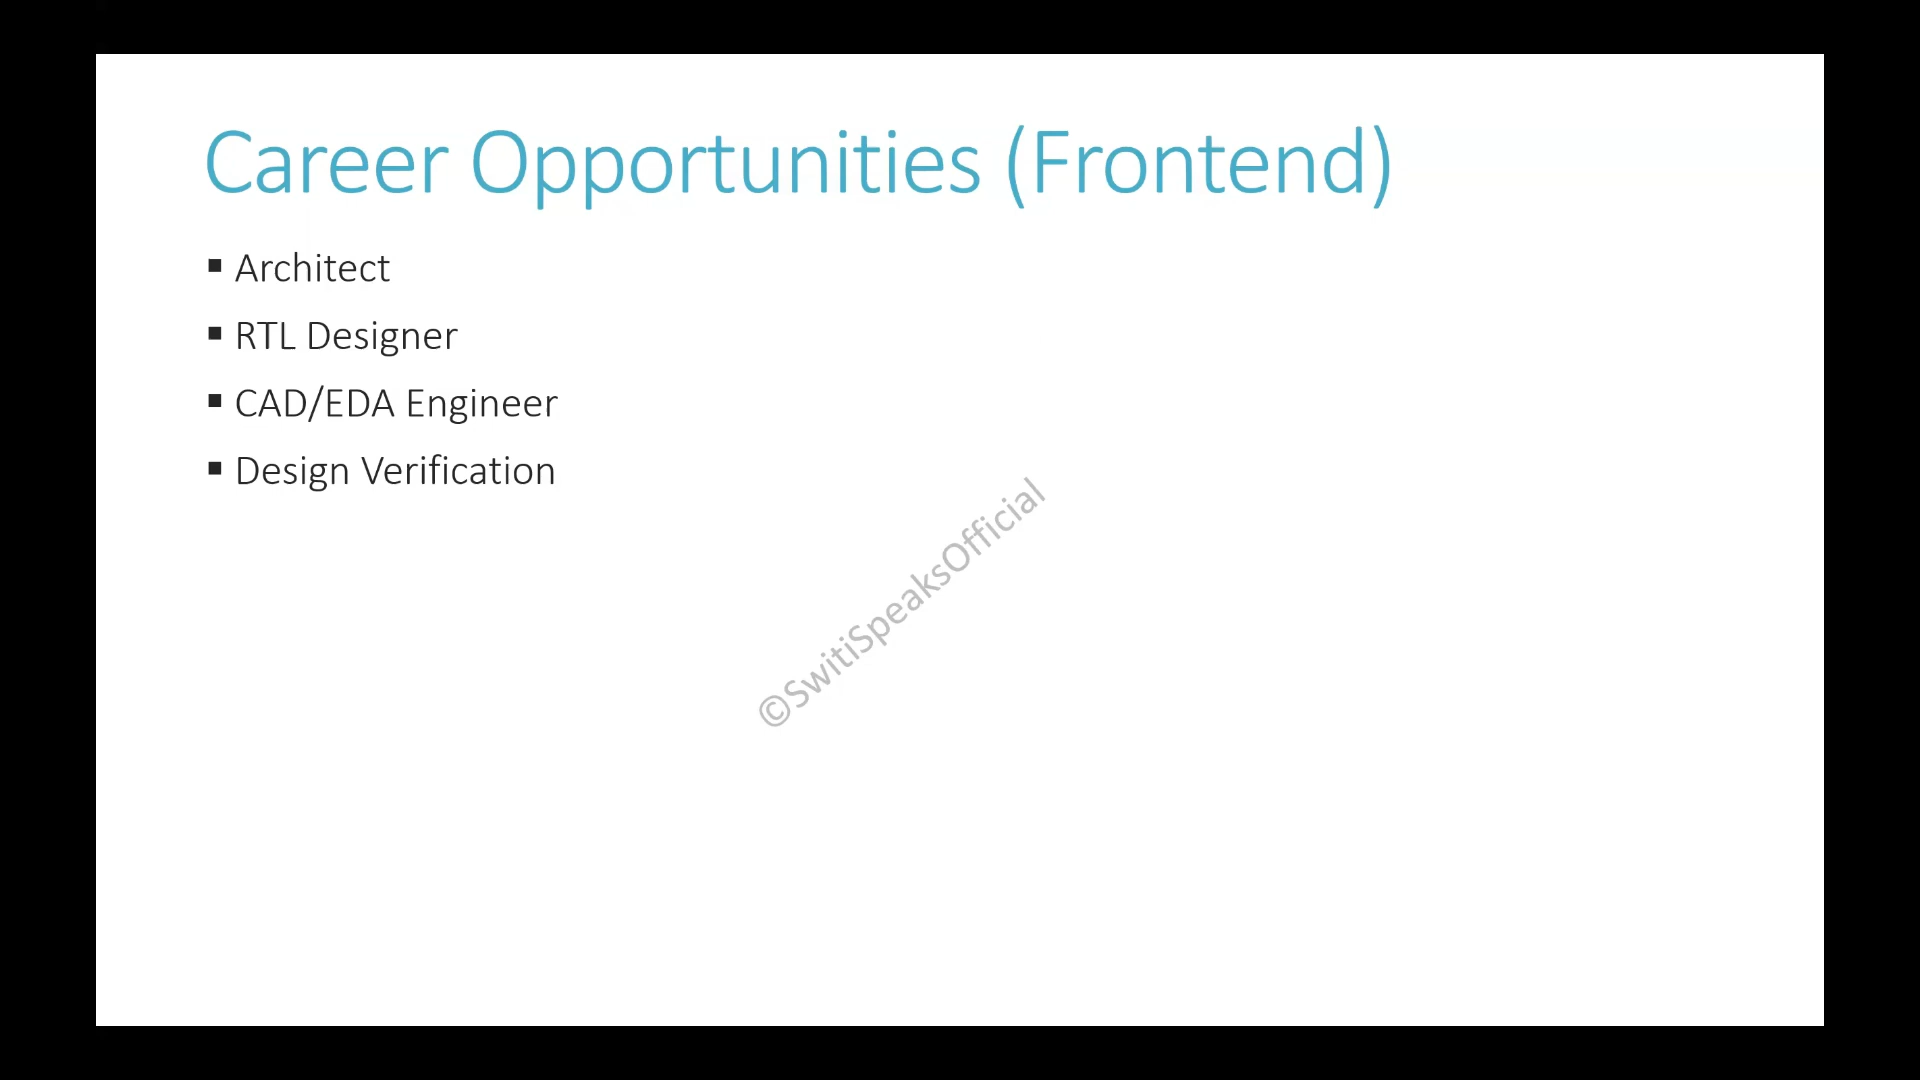 Career Opportunities (Frontend)
▪ Architect
▪ RTL Designer
▪ CAD/EDA Engineer
▪ Design Verification
©SwitiSpeaksOfficial